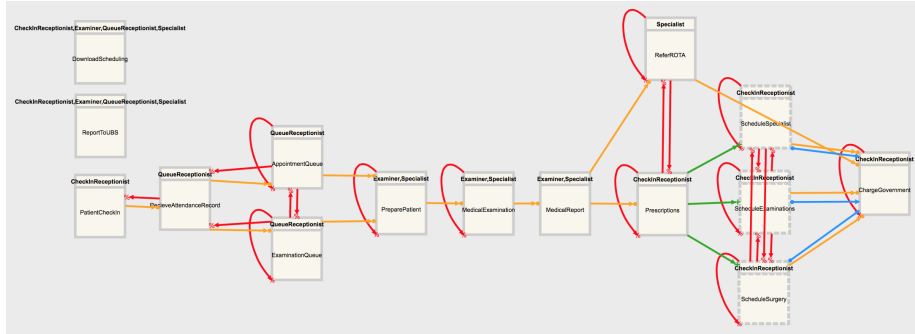 CheckInReceptionist,Examiner,QueueReceptionist,Specialist
DownloadScheduling
CheckInReceptionist,Examiner,QueueReceptionist,Specialist
ReportToUBS
CheckInReceptionist
PatientCheckIn
QueueReceptionist
RecieveAttendanceRecord
QueueReceptionist
AppointmentQueue
QueueReceptionist
ExaminationQueue
Examiner,Specialist
PreparePatient
Examiner,Specialist
MedicalExamination
Examiner,Specialist
MedicalReport
Specialist
ReferROTA
CheckInReceptionist
Prescriptions
CheckInReceptionist
ScheduleSpecialist
CheckInReceptionist
ScheduleExaminations
CheckInReceptionist
ScheduleSurgery
CheckInReceptionist
ChargeGovernment